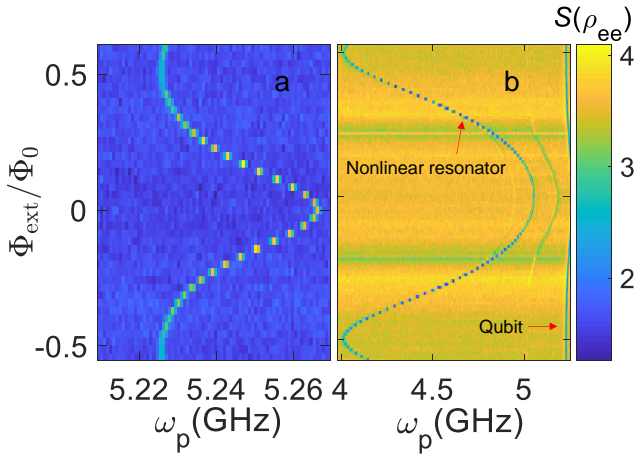 S(ρee)
a
b
0.5
0
-0.5
Φext/Φ0
Nonlinear resonator
Qubit
4
3
2
5.22
5.24
5.26
4
4.5
5
ωp(GHz)
ωp(GHz)